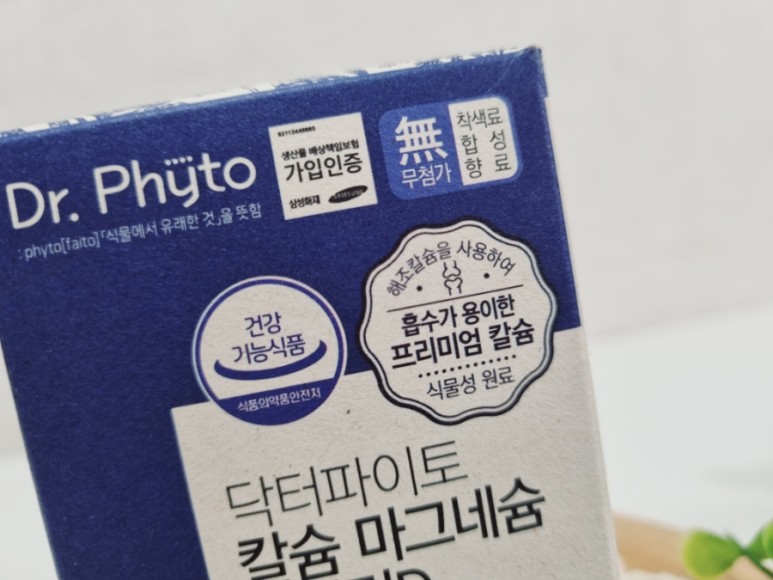 Dr. Phyto
: phyto[faito]「식물에서 유래한 것」을 뜻함
생산물 배상책임보험
가입인증
삼성화재 SAMSUNG
無
무첨가
착색료
합 성
향 료
해조칼슘을 사용하여
흡수가 용이한
프리미엄 칼슘
식물성 원료
건강
기능식품
식품의약품안전처
닥터파이토
칼슘 마그네슘